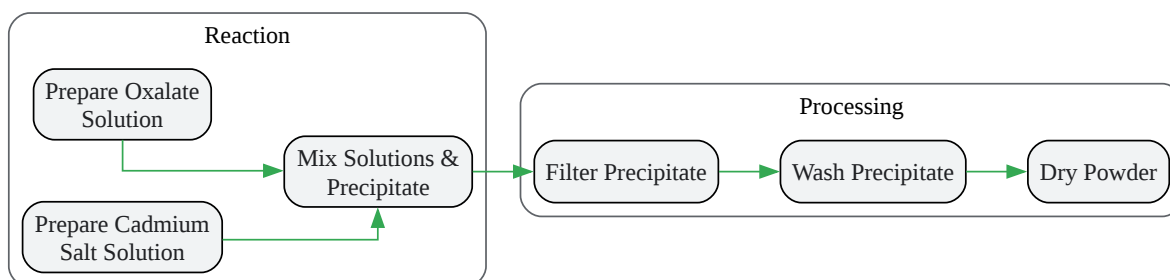 Reaction
Prepare Oxalate
Solution
Mix Solutions &
Precipitate
Prepare Cadmium
Salt Solution
Processing
Filter Precipitate
Wash Precipitate
Dry Powder